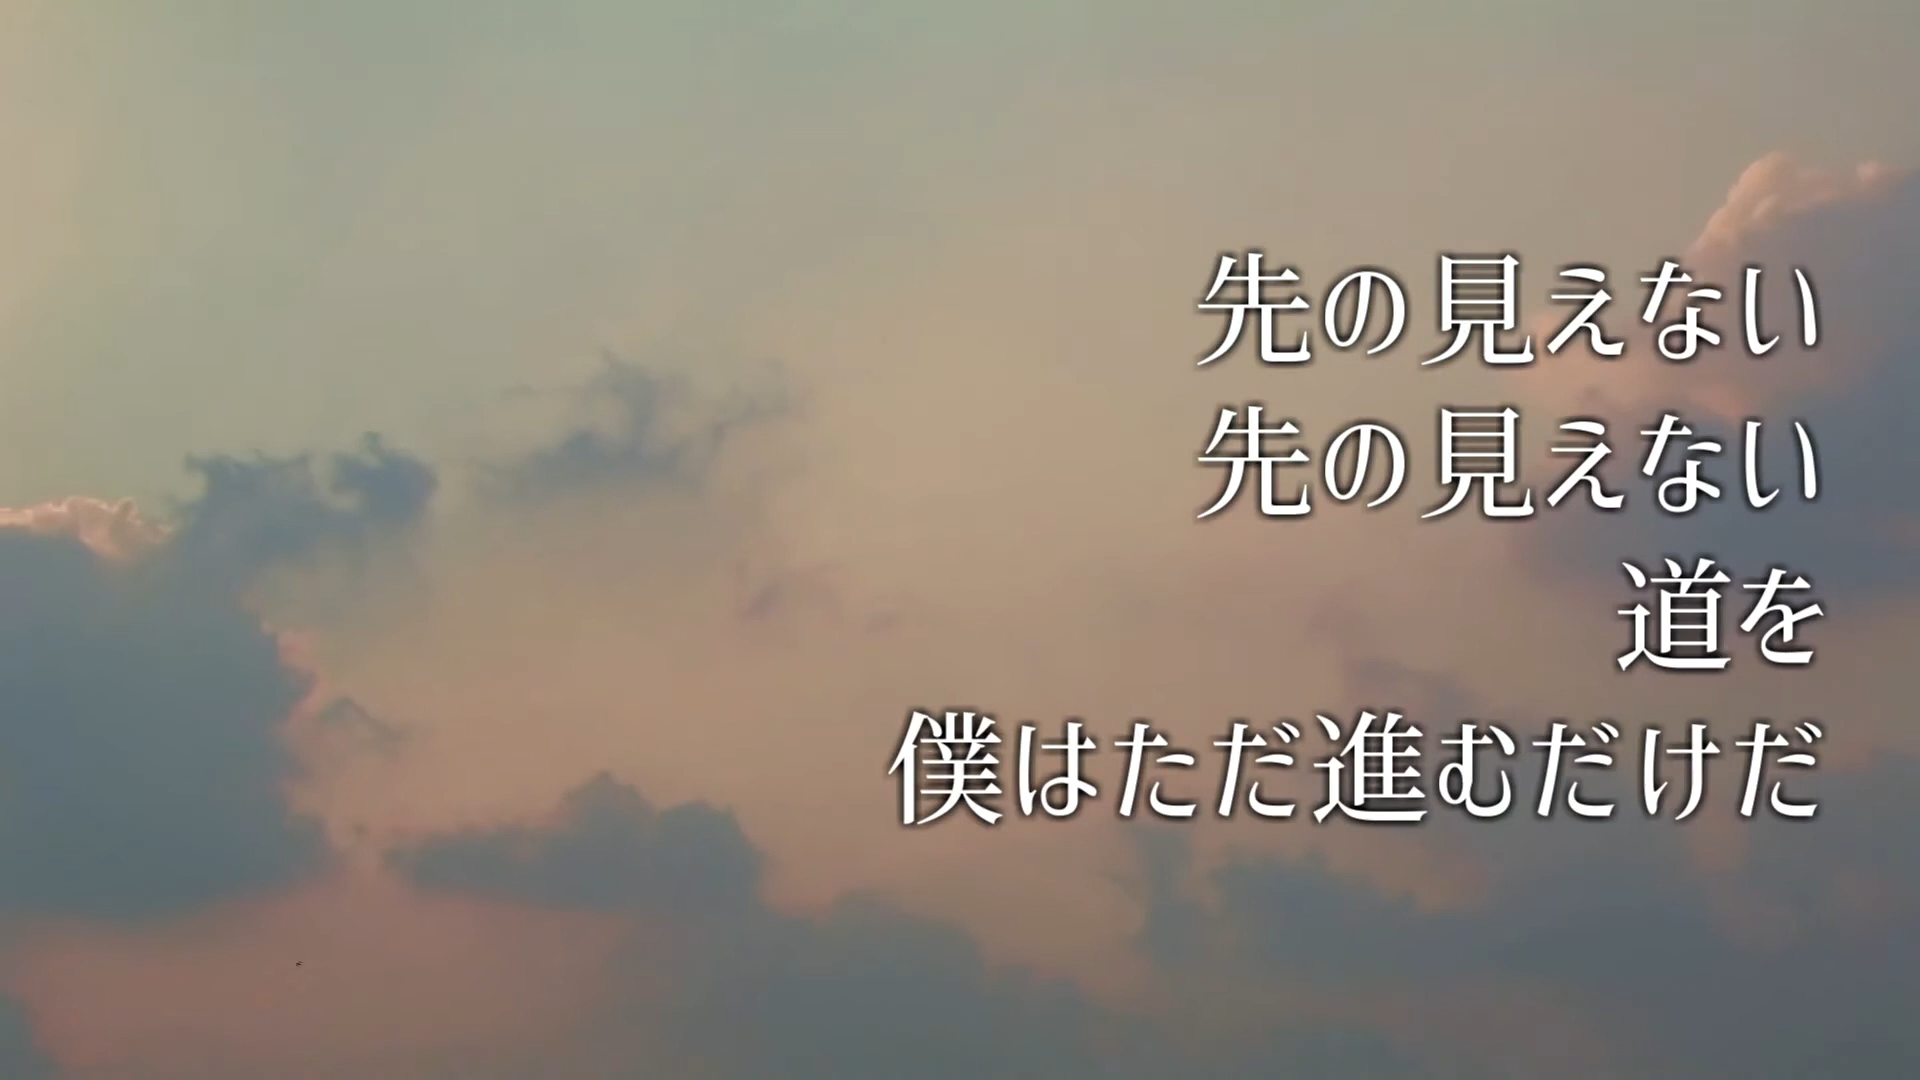 先の見えない
先の見えない
道を
僕はただ進むだけだ